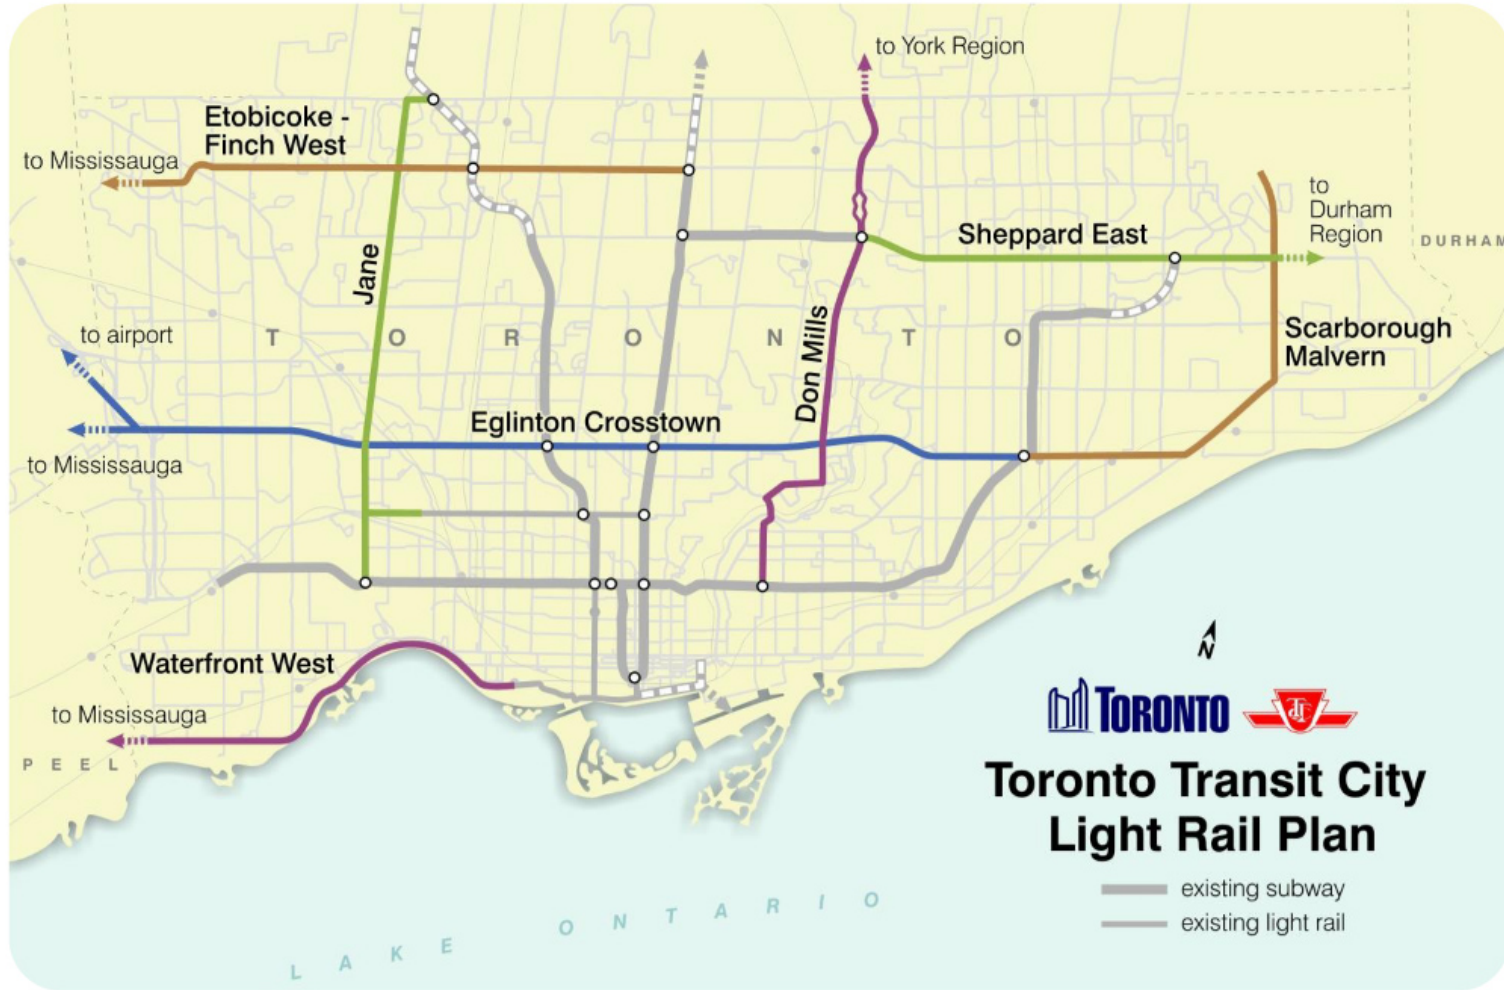 to York Region
Etobicoke -
Finch West
to Mississauga
to
Durham
Region
DURHAM
Sheppard East
Jane
to airport
TORONTO
Don Mills
Scarborough
Malvern
Eglinton Crosstown
to Mississauga
Waterfront West
to Mississauga
PEEL
N
TORONTO
TTC
Toronto Transit City
Light Rail Plan
existing subway
existing light rail
LAKE ONTARIO